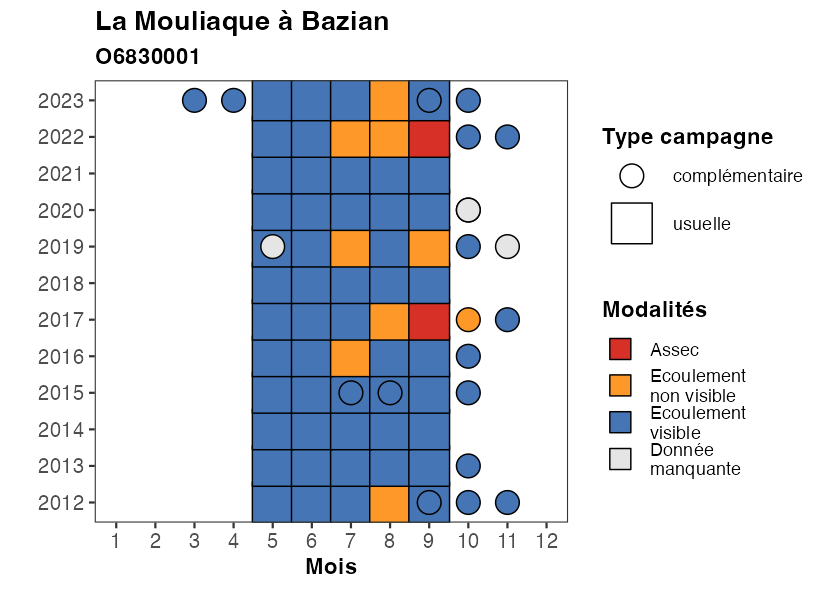 La Mouliaque à Bazian
O6830001
2023
2022
2021
2020
2019
2018
2017
2016
2015
2014
2013
2012
1 2 3 4 5 6 7 8 9 10 11 12
Mois
Type campagne
complémentaire
usuelle
Modalités
Assec
Ecoulement
non visible
Ecoulement
visible
Donnée
manquante